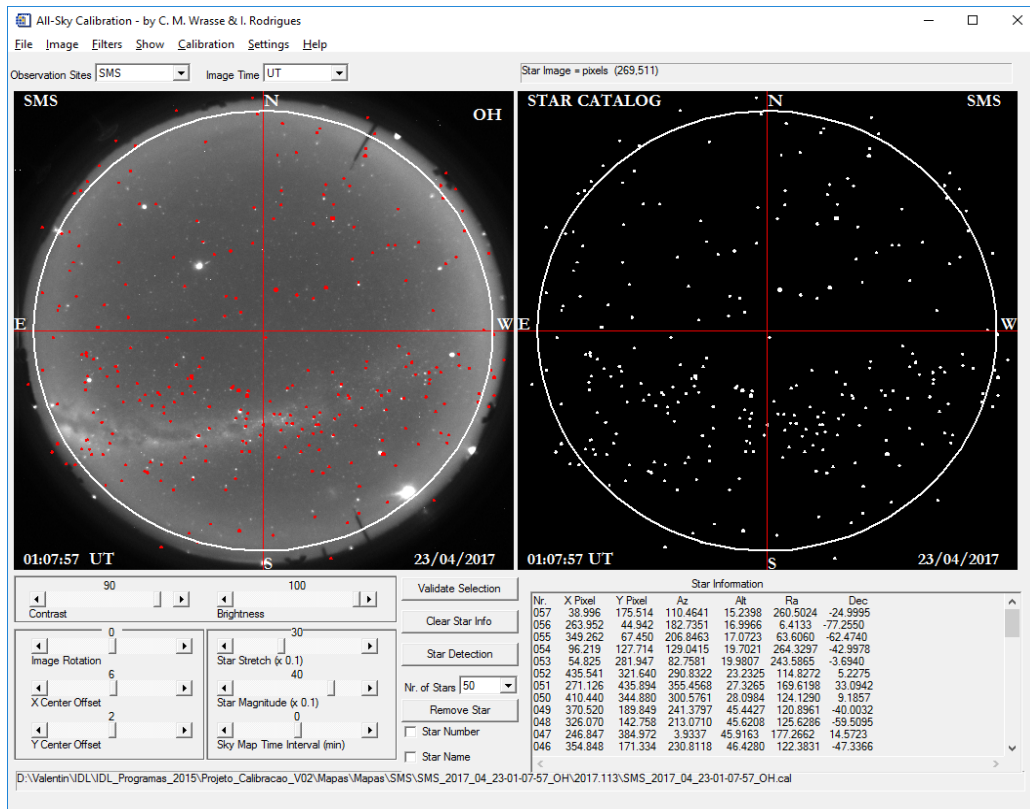 All-Sky Calibration - by C. M. Wrasse & I. Rodrigues
File Image Filters Show Calibration Settings Help
Observation Sites SMS Image Time UT Star Image = pixels (269,511)
SMS N OH
E W
01:07:57 UT S 23/04/2017
STAR CATALOG N SMS
E W
01:07:57 UT S 23/04/2017
90
Contrast
100
Brightness
0
Image Rotation
6
X Center Offset
2
Y Center Offset
30
Star Stretch (x 0.1)
40
Star Magnitude (x 0.1)
0
Sky Map Time Interval (min)
Validate Selection
Clear Star Info
Star Detection
Nr. of Stars 50
Remove Star
Star Number
Star Name
Star Information
Nr. X Pixel Y Pixel Az Alt Ra Dec
057 38.996 175.514 110.4641 15.2398 260.5024 -24.9995
056 263.952 44.942 182.7351 16.9966 6.4133 -77.2550
055 349.262 67.450 206.8463 17.0723 63.6060 -62.4740
054 96.219 127.714 129.0415 19.7021 264.3297 -42.9978
053 54.825 281.947 82.7581 19.9807 243.5865 -3.6940
052 435.541 321.640 290.8322 23.2325 114.8272 5.2275
051 271.126 435.894 355.4568 27.3265 169.6198 33.0942
050 410.440 344.880 300.5761 28.0984 124.1290 9.1857
049 370.520 189.849 241.3797 45.4427 120.8961 -40.0032
048 326.070 142.758 213.0710 45.6208 125.6286 -59.5095
047 246.847 384.972 3.9337 45.9163 177.2662 14.5723
046 354.848 171.334 230.8118 46.4280 122.3831 -47.3366
D:\Valentin\IDL\IDL_Programas_2015\Projeto_Calibracao_V02\Mapas\Mapas\SMS\SMS_2017_04_23-01-07-57_OH\2017.113\SMS_2017_04_23-01-07-57_OH.cal